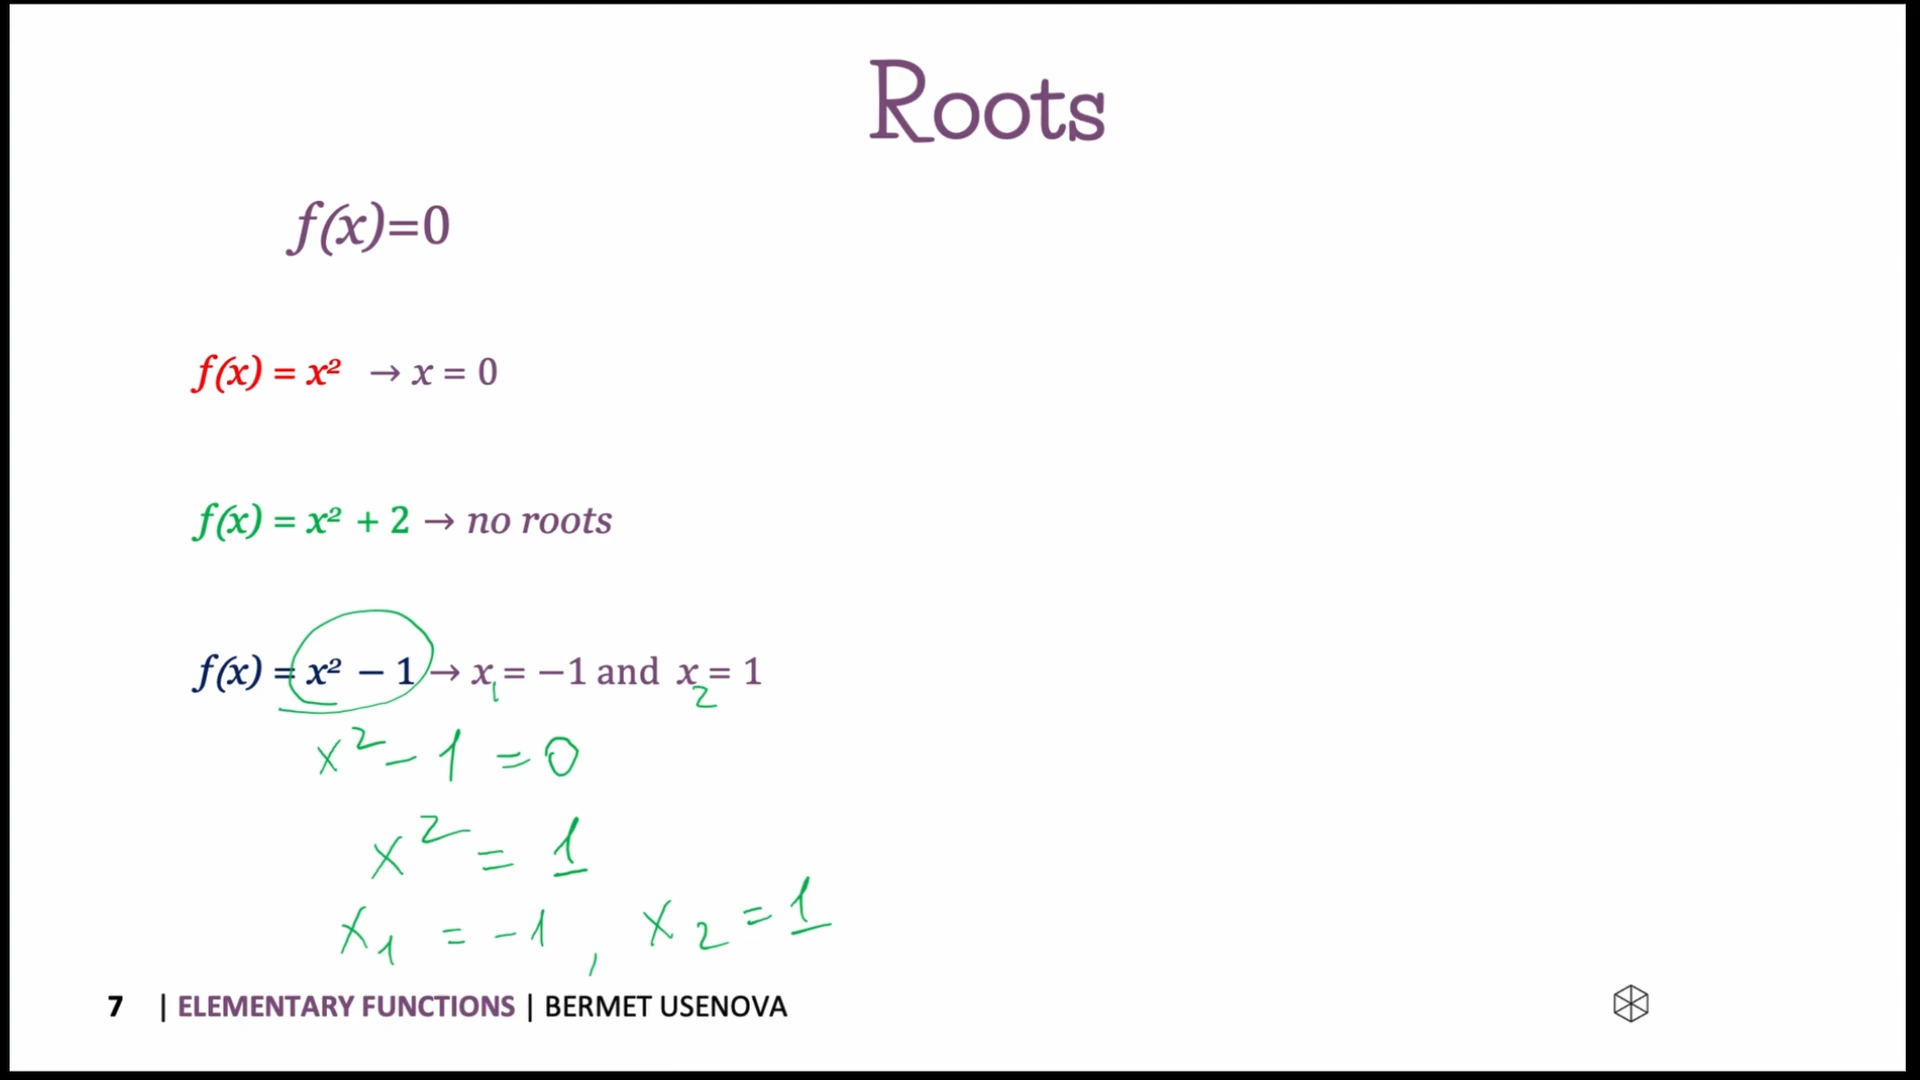 Roots
f(x)=0
f(x) = x² → x = 0
f(x) = x² + 2 → no roots
f(x) = x² − 1 → x₁ = −1 and x₂ = 1
x² - 1 = 0
x² = 1
x₁ = -1 , x₂ = 1
7 | ELEMENTARY FUNCTIONS | BERMET USENOVA